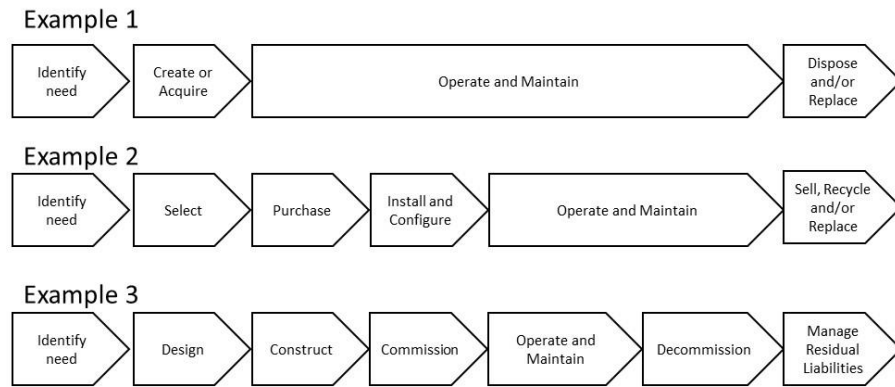 Example 1
Identify
need
Create or
Acquire
Operate and Maintain
Dispose
and/or
Replace
Example 2
Identify
need
Select
Purchase
Install and
Configure
Operate and Maintain
Sell, Recycle
and/or
Replace
Example 3
Identify
need
Design
Construct
Commission
Operate and
Maintain
Decommission
Manage
Residual
Liabilities